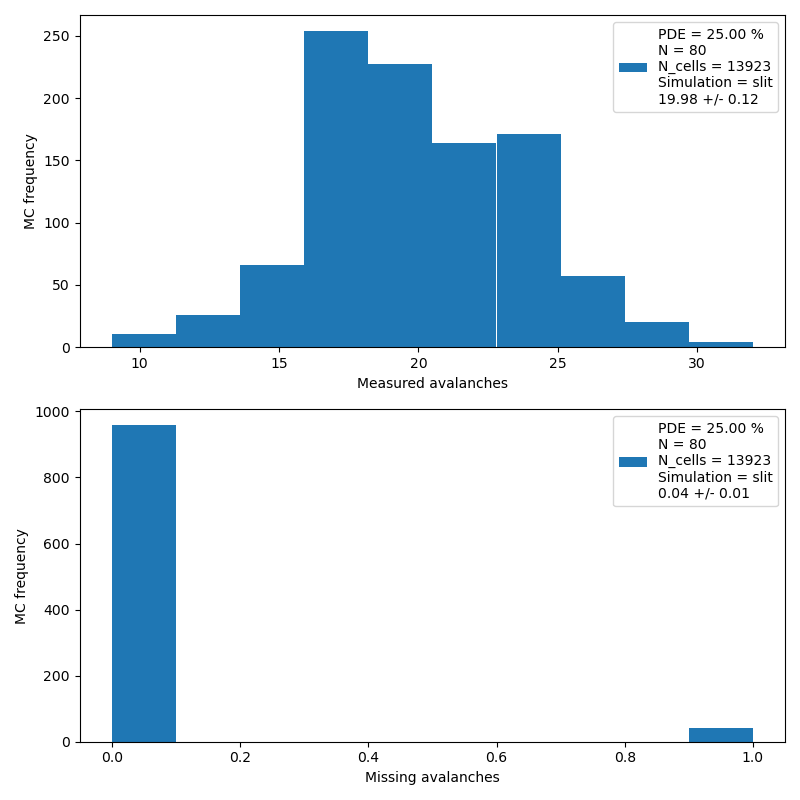 250
200
150
100
50
0
MC frequency
PDE = 25.00 %
N = 80
N_cells = 13923
Simulation = slit
19.98 +/- 0.12
10 15 20 25 30
Measured avalanches
1000
800
600
400
200
0
MC frequency
PDE = 25.00 %
N = 80
N_cells = 13923
Simulation = slit
0.04 +/- 0.01
0.0 0.2 0.4 0.6 0.8 1.0
Missing avalanches